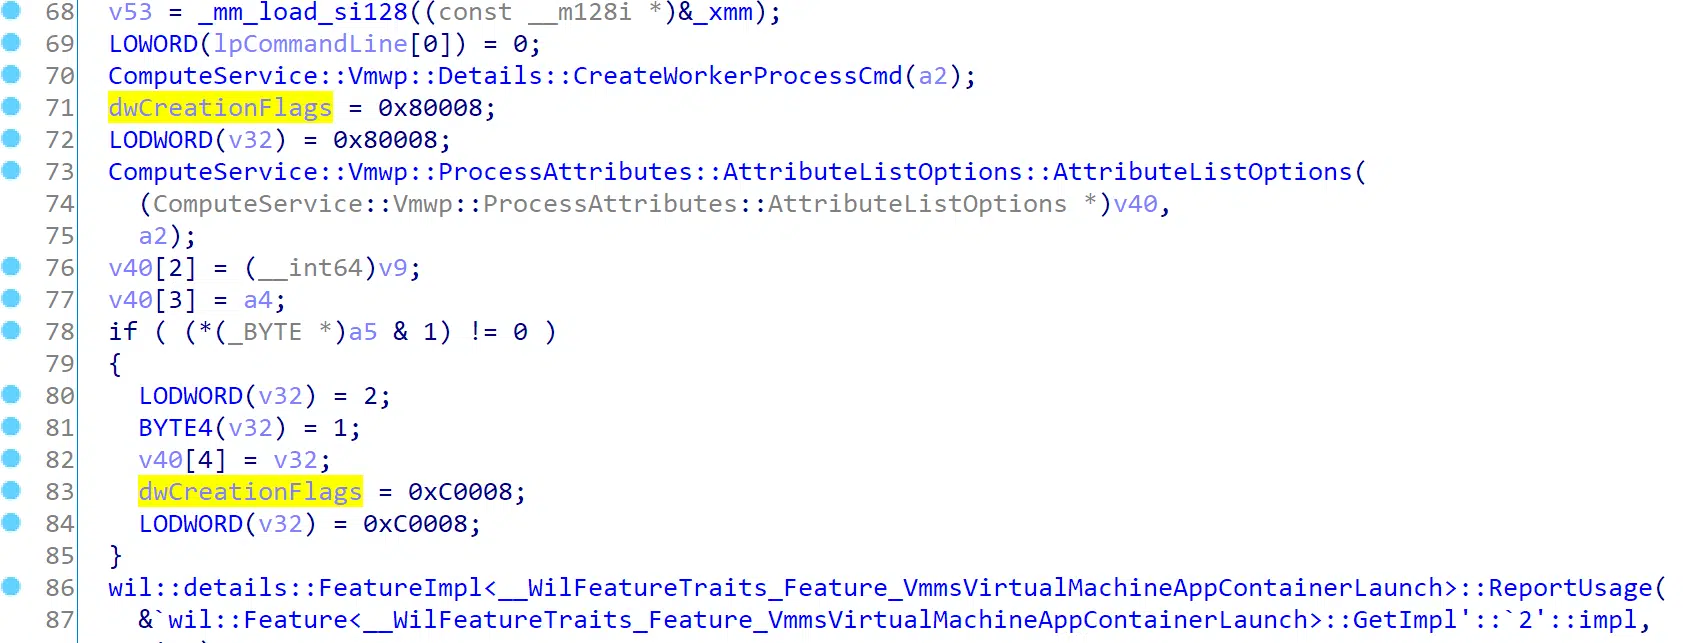 68 v53 = _mm_load_si128((const __m128i *)&_xmm);
69 LOWORD(lpCommandLine[0]) = 0;
70 ComputeService::Vmwp::Details::CreateWorkerProcessCmd(a2);
71 dwCreationFlags = 0x80008;
72 LODWORD(v32) = 0x80008;
73 ComputeService::Vmwp::ProcessAttributes::AttributeListOptions::AttributeListOptions(
74 (ComputeService::Vmwp::ProcessAttributes::AttributeListOptions *)v40,
75 a2);
76 v40[2] = (__int64)v9;
77 v40[3] = a4;
78 if ( (*(_BYTE *)a5 & 1) != 0 )
79 {
80 LODWORD(v32) = 2;
81 BYTE4(v32) = 1;
82 v40[4] = v32;
83 dwCreationFlags = 0xC0008;
84 LODWORD(v32) = 0xC0008;
85 }
86 wil::details::FeatureImpl<__WilFeatureTraits_Feature_VmmsVirtualMachineAppContainerLaunch>::ReportUsage(
87 &`wil::Feature<__WilFeatureTraits_Feature_VmmsVirtualMachineAppContainerLaunch>::GetImpl'::`2'::impl,